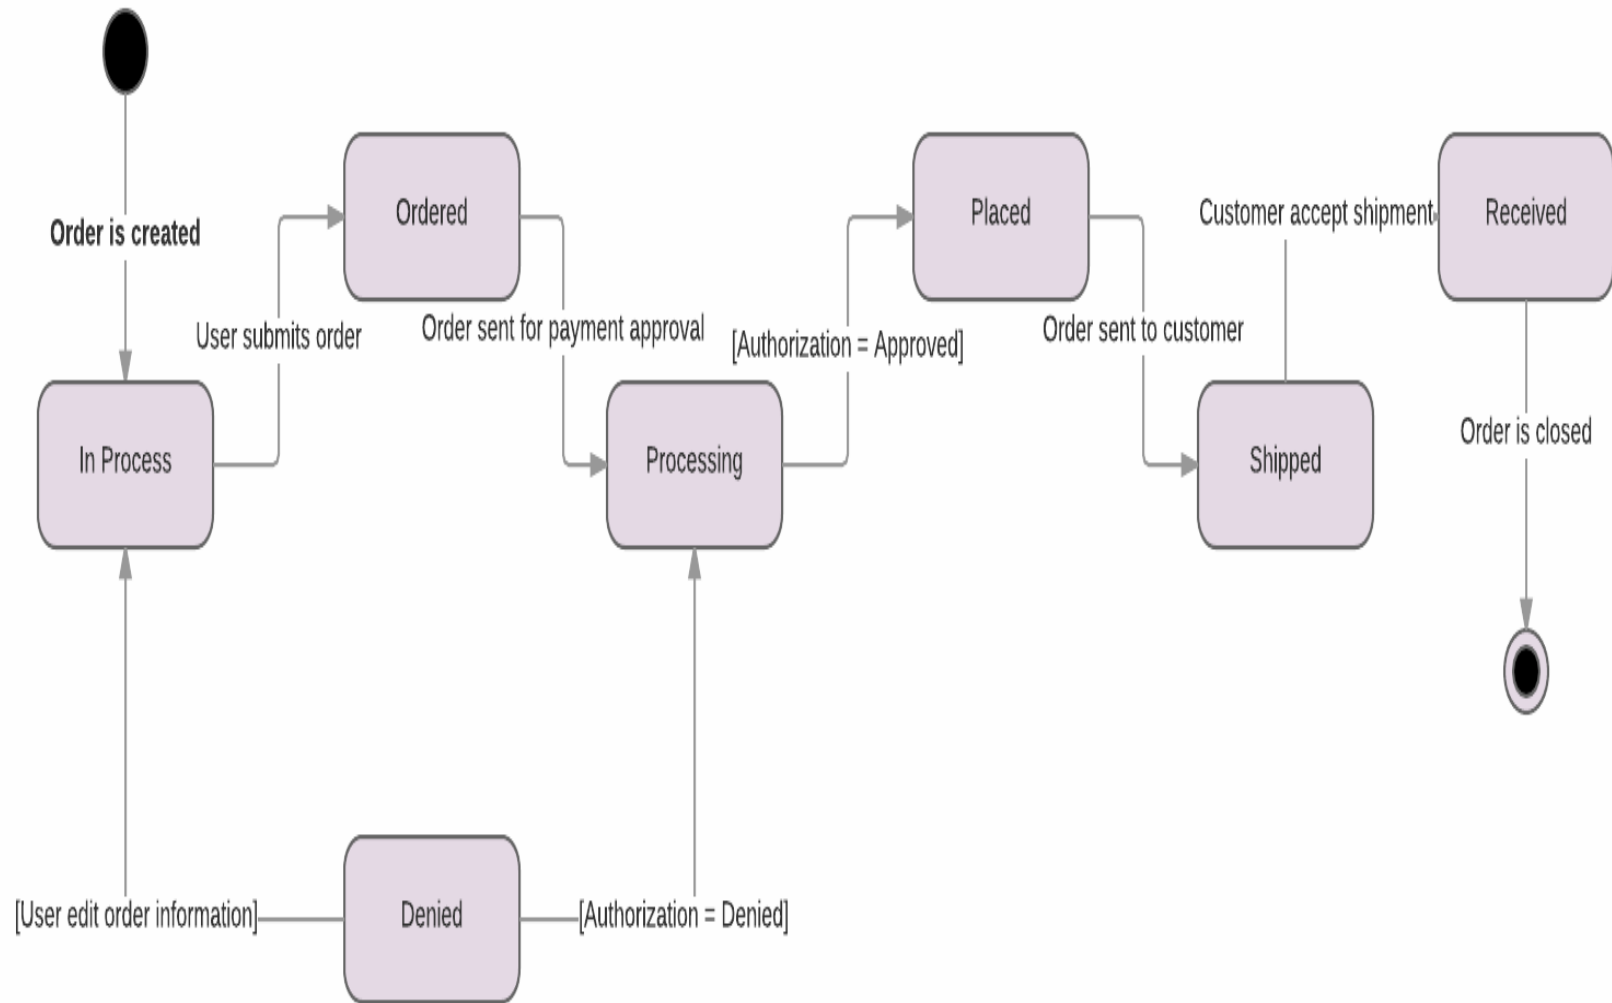 Order is created
Ordered
Placed
Customer accept shipment
Received
User submits order
Order sent for payment approval
[Authorization = Approved]
Order sent to customer
In Process
Processing
Shipped
Order is closed
[User edit order information]
Denied
[Authorization = Denied]